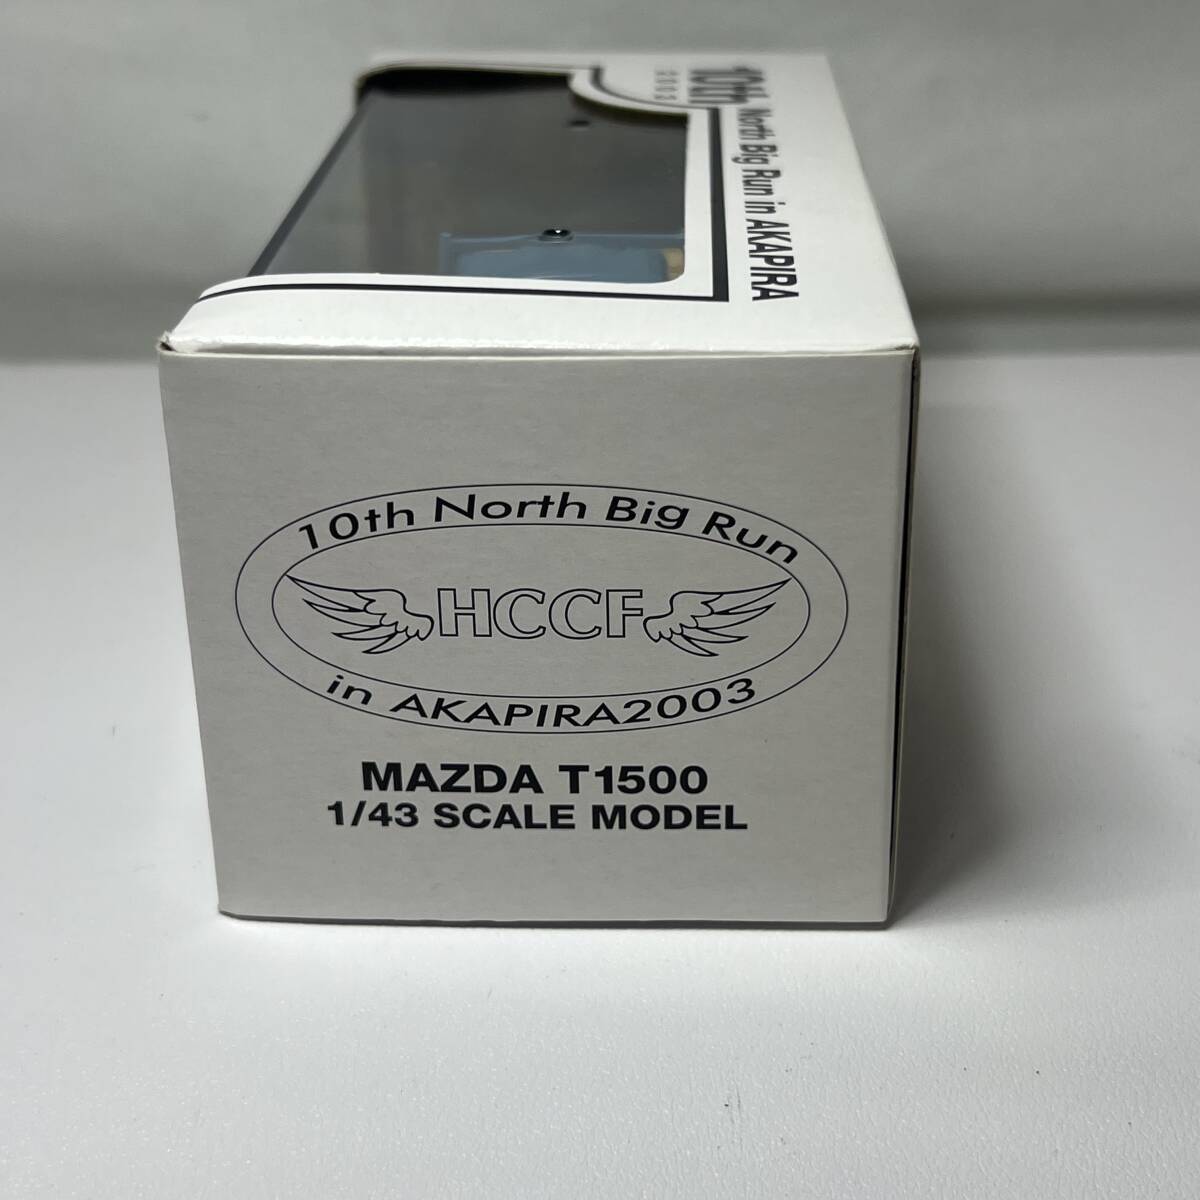 10th North Big Run in AKAPIRA
2003
10th North Big Run
HCCF
in AKAPIRA2003
MAZDA T1500
1/43 SCALE MODEL